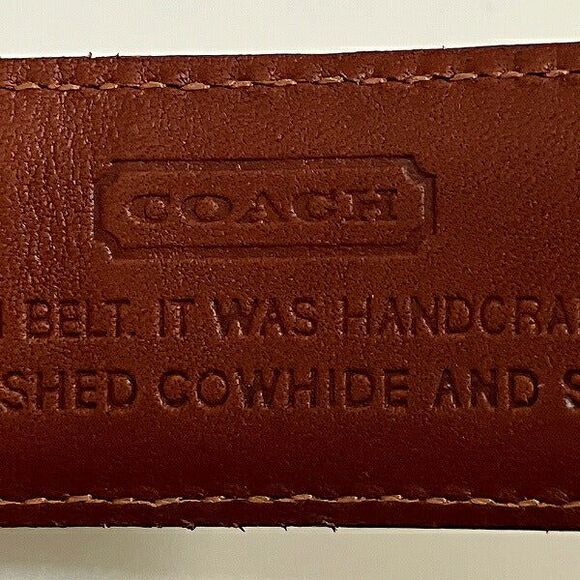 COACH
BELT. IT WAS HANDCRA
SHED COWHIDE AND S